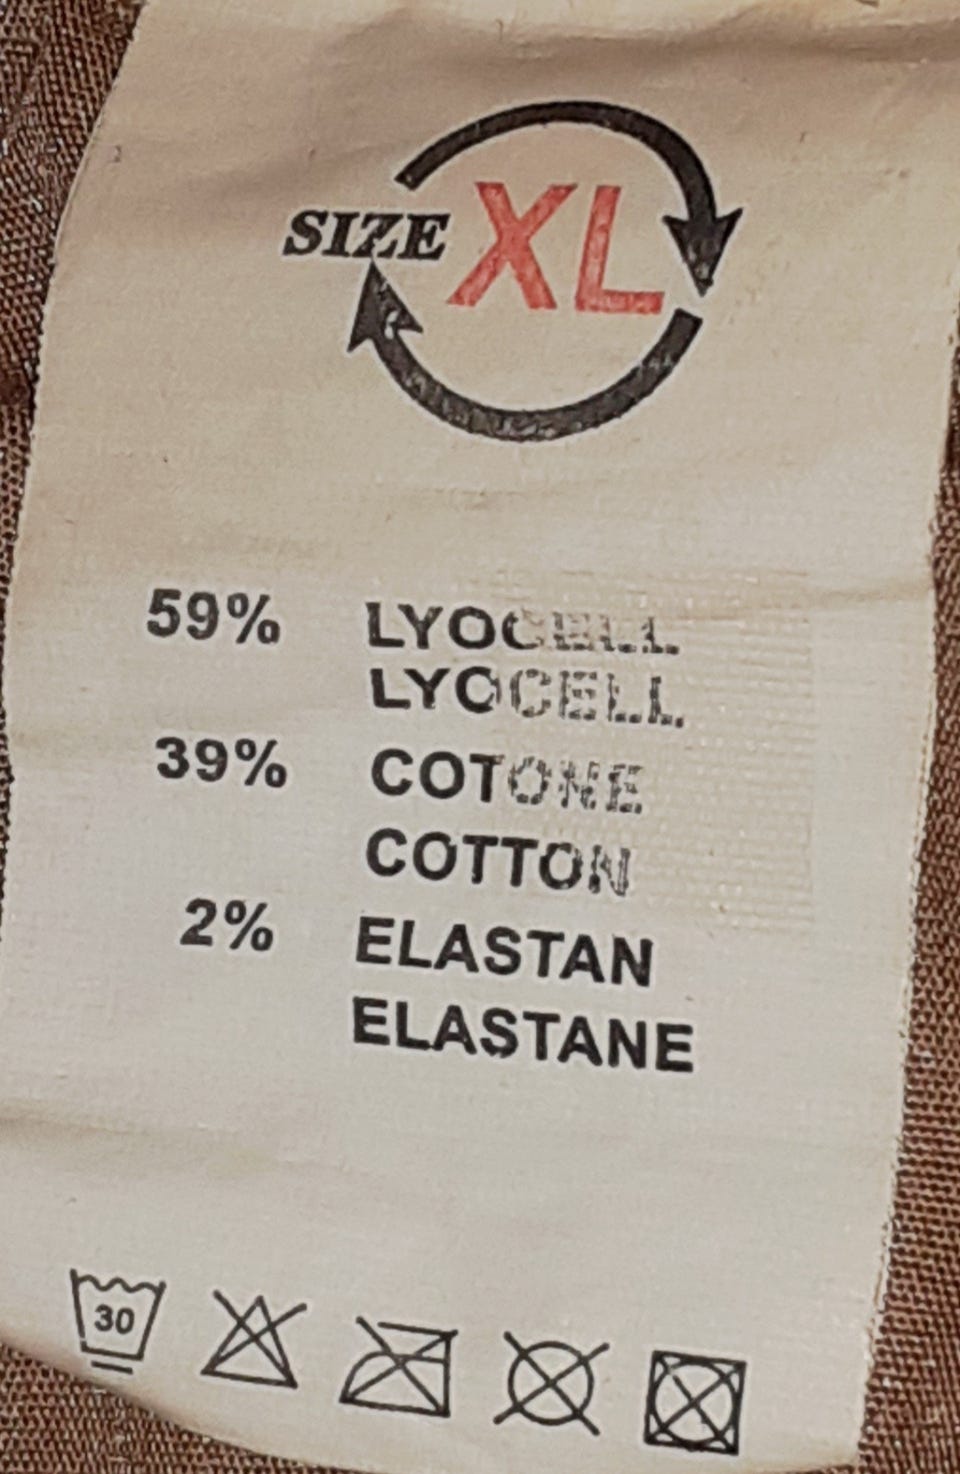 SIZE XL
59% LYOCELL
LYOCELL
39% COTONE
COTTON
2% ELASTAN
ELASTANE
30